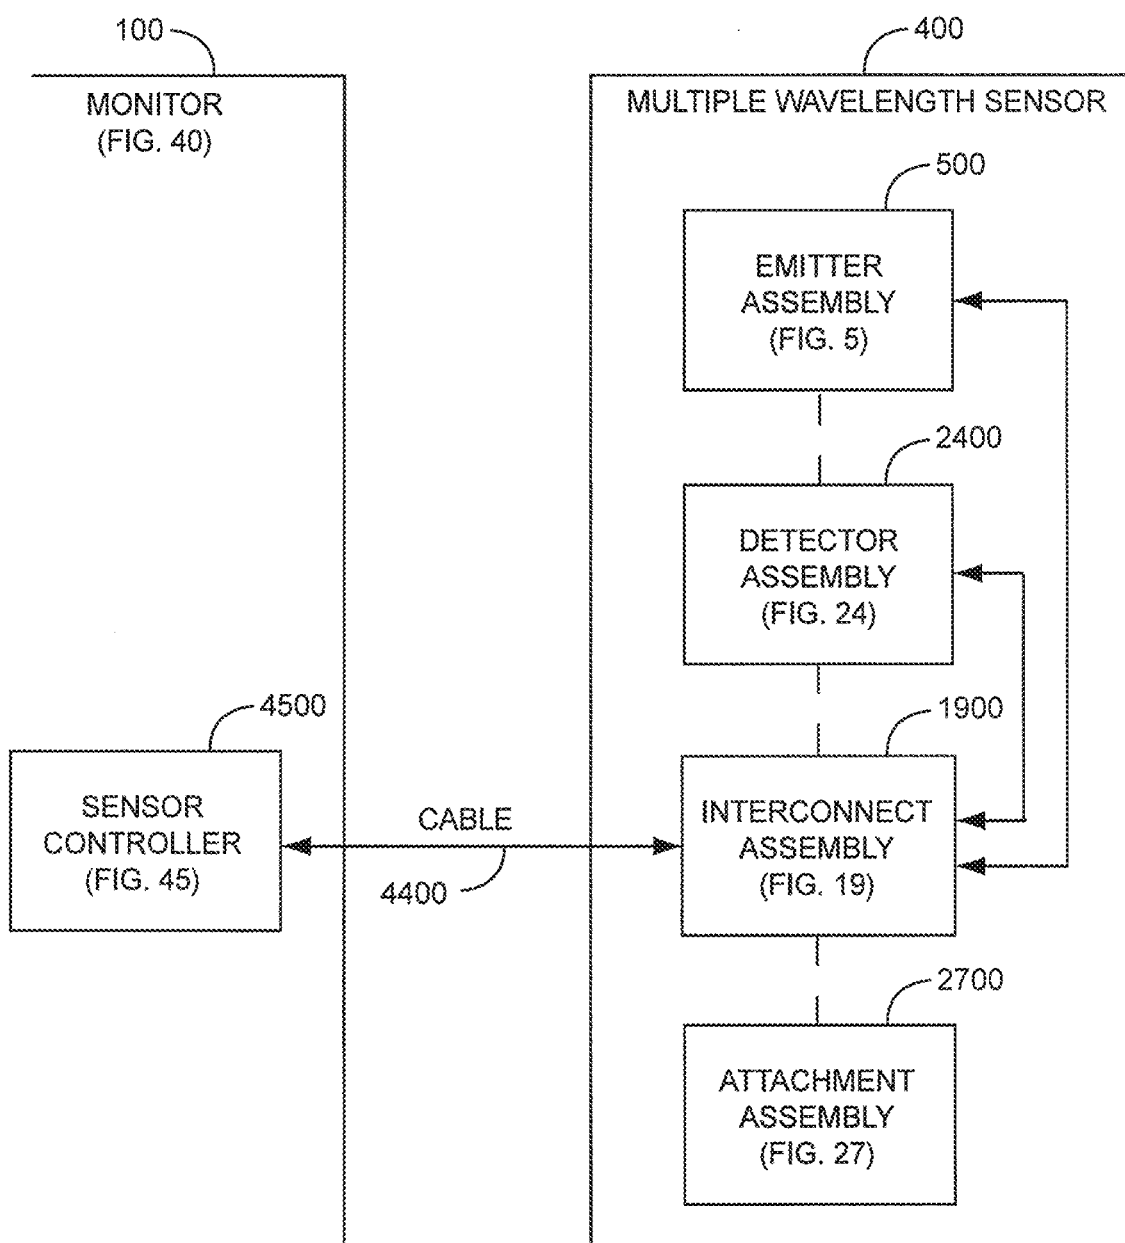 100
MONITOR
(FIG. 40)
400
MULTIPLE WAVELENGTH SENSOR
500
EMITTER
ASSEMBLY
(FIG. 5)
2400
DETECTOR
ASSEMBLY
(FIG. 24)
4500
SENSOR
CONTROLLER
(FIG. 45)
CABLE
4400
1900
INTERCONNECT
ASSEMBLY
(FIG. 19)
2700
ATTACHMENT
ASSEMBLY
(FIG. 27)